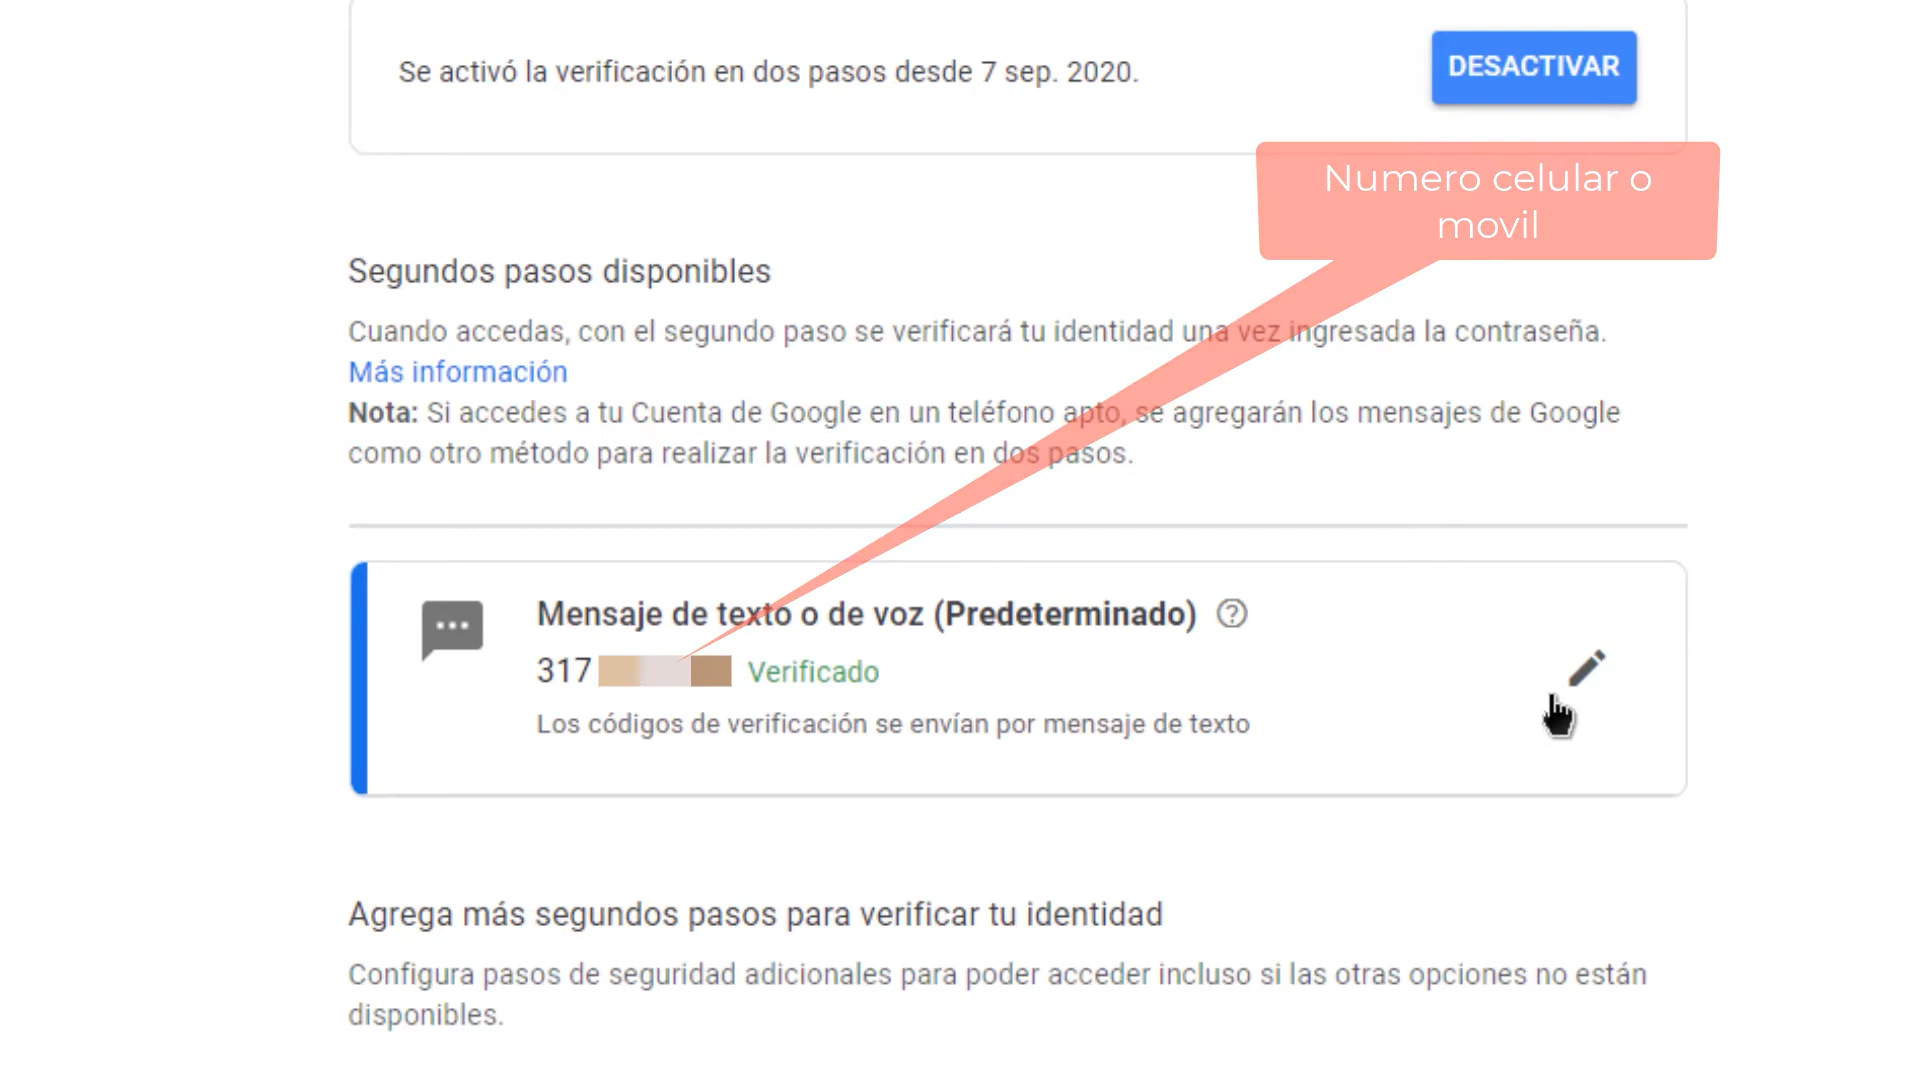 Se activó la verificación en dos pasos desde 7 sep. 2020.
DESACTIVAR
Numero celular o
movil
Segundos pasos disponibles
Cuando accedas, con el segundo paso se verificará tu identidad una vez ingresada la contraseña.
Más información
Nota: Si accedes a tu Cuenta de Google en un teléfono apto, se agregarán los mensajes de Google
como otro método para realizar la verificación en dos pasos.
Mensaje de texto o de voz (Predeterminado)
317 Verificado
Los códigos de verificación se envían por mensaje de texto
Agrega más segundos pasos para verificar tu identidad
Configura pasos de seguridad adicionales para poder acceder incluso si las otras opciones no están
disponibles.